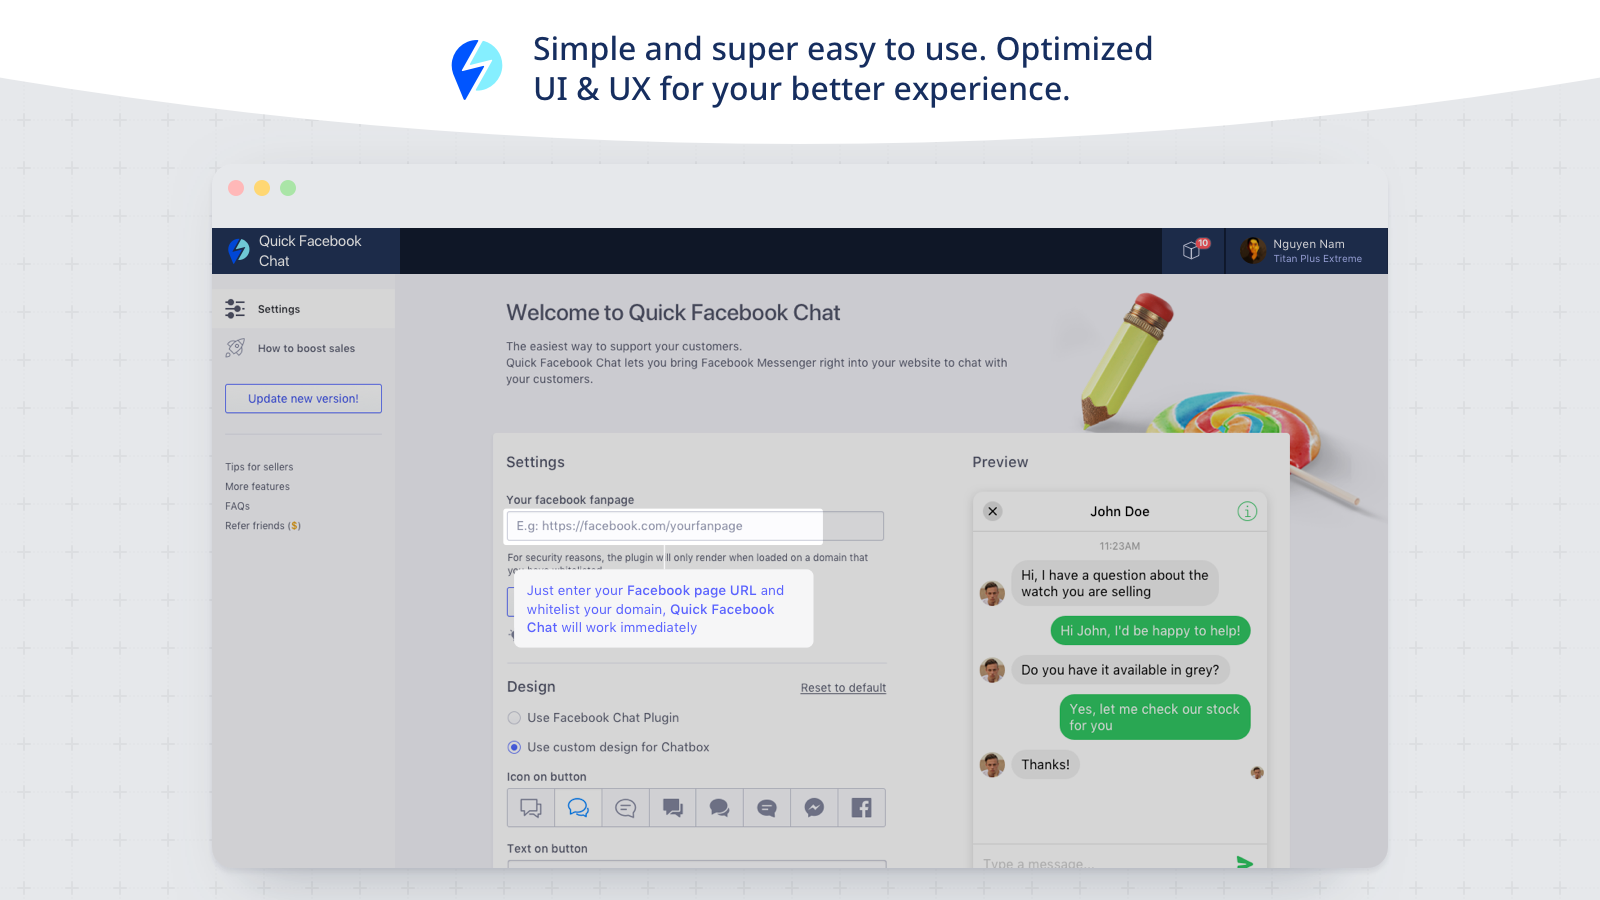 Simple and super easy to use. Optimized
UI & UX for your better experience.
Quick Facebook
Chat
10
Nguyen Nam
Titan Plus Extreme
Settings
How to boost sales
Update new version!
Tips for sellers
More features
FAQs
Refer friends ($)
Welcome to Quick Facebook Chat
The easiest way to support your customers.
Quick Facebook Chat lets you bring Facebook Messenger right into your website to chat with
your customers.
Settings
Your facebook fanpage
E.g: https://facebook.com/yourfanpage
For security reasons, the plugin will only render when loaded on a domain that
you have whitelisted
Just enter your Facebook page URL and
whitelist your domain, Quick Facebook
Chat will work immediately
Design
Reset to default
Use Facebook Chat Plugin
Use custom design for Chatbox
Icon on button
Text on button
Preview
John Doe
11:23AM
Hi, I have a question about the
watch you are selling
Hi John, I'd be happy to help!
Do you have it available in grey?
Yes, let me check our stock
for you
Thanks!
Type a message...